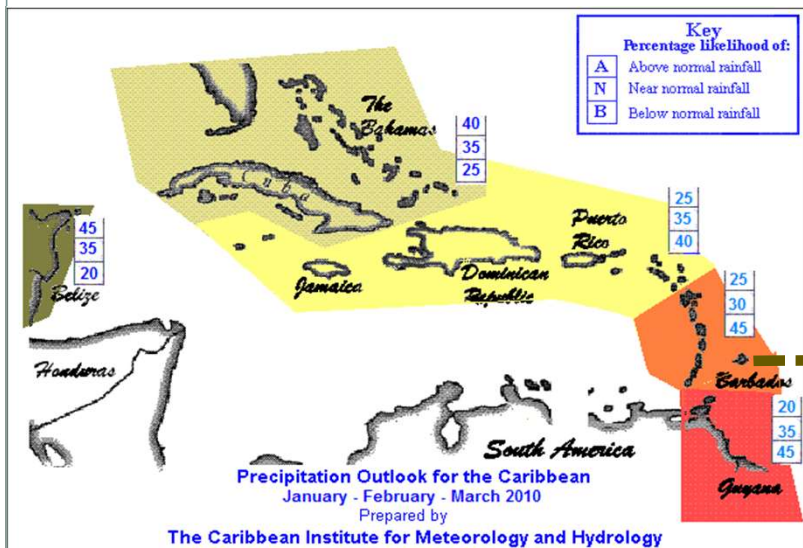 Key
Percentage likelihood of:
A Above normal rainfall
N Near normal rainfall
B Below normal rainfall
The
Bahamas
40
35
25
Cuba
25
35
40
Puerto
Rico
45
35
20
Belize
Jamaica
Dominican
Republic
25
30
45
Honduras
Barbados
20
35
45
South America
Guyana
Precipitation Outlook for the Caribbean
January - February - March 2010
Prepared by
The Caribbean Institute for Meteorology and Hydrology